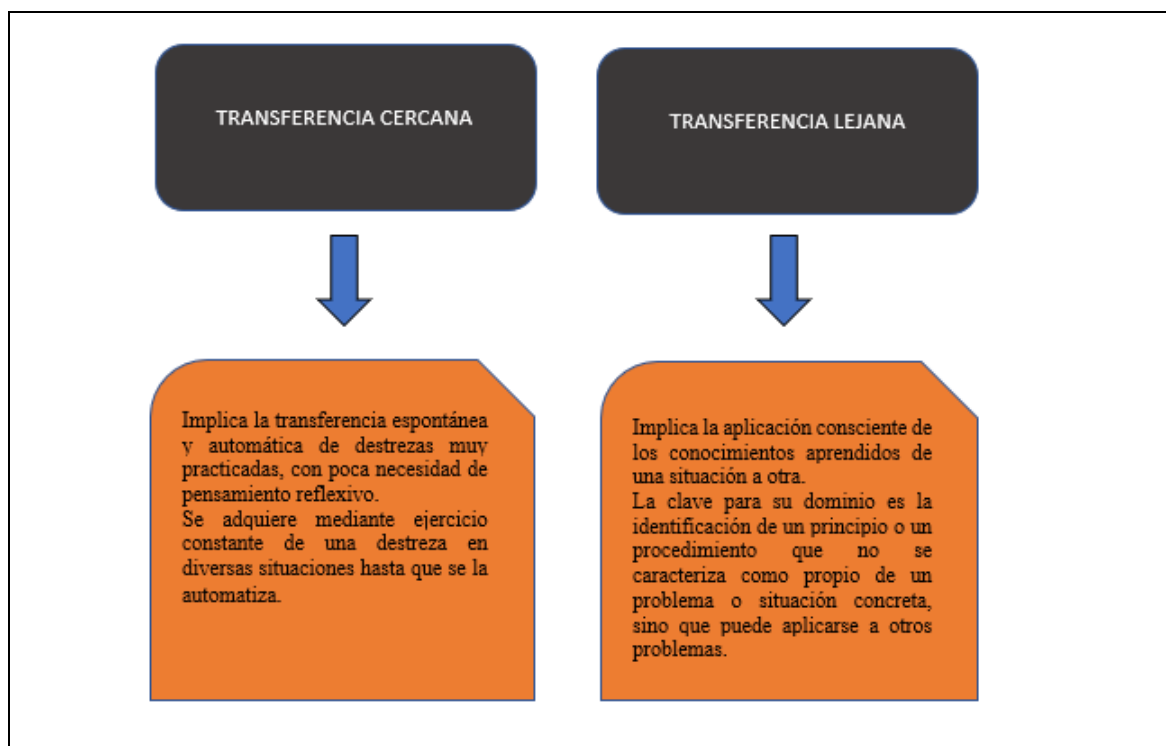 TRANSFERENCIA CERCANA
TRANSFERENCIA LEJANA
Implica la transferencia espontánea
y automática de destrezas muy
practicadas, con poca necesidad de
pensamiento reflexivo.
Se adquiere mediante ejercicio
constante de una destreza en
diversas situaciones hasta que se la
automatiza.
Implica la aplicación consciente de
los conocimientos aprendidos de
una situación a otra.
La clave para su dominio es la
identificación de un principio o un
procedimiento que no se
caracteriza como propio de un
problema o situación concreta,
sino que puede aplicarse a otros
problemas.